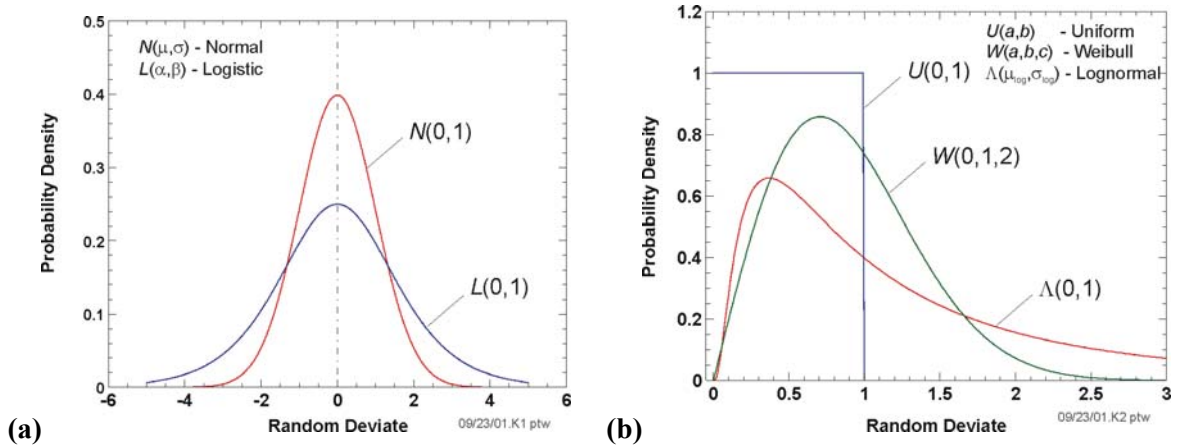 0.5
0.4
0.3
0.2
0.1
0
Probability Density
N(μ,σ) - Normal
L(α,β) - Logistic
N(0,1)
L(0,1)
-6 -4 -2 0 2 4 6
Random Deviate
09/23/01.K1 ptw
(a)
1.2
1
0.8
0.6
0.4
0.2
0
Probability Density
U(a,b) - Uniform
W(a,b,c) - Weibull
Λ(μlog,σlog) - Lognormal
U(0,1)
W(0,1,2)
Λ(0,1)
0 0.5 1 1.5 2 2.5 3
Random Deviate
09/23/01.K2 ptw
(b)